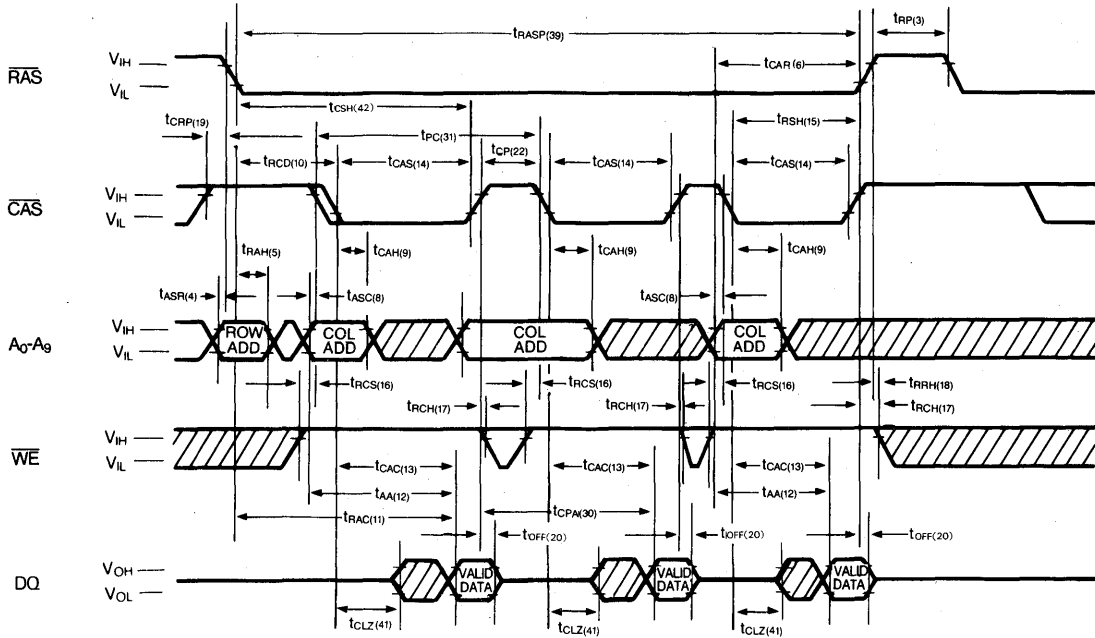 tRASP(39)
tRP(3)
RAS
VIH
VIL
tCAR(6)
tCSH(42)
tCRP(19)
tPC(31)
tRSH(15)
tRCD(10)
tCAS(14)
tCP(22)
tCAS(14)
tCAS(14)
CAS
VIH
VIL
tRAH(5)
tCAH(9)
tCAH(9)
tCAH(9)
tASR(4)
tASC(8)
tASC(8)
A0-A9
VIH
VIL
ROW ADD
COL ADD
COL ADD
COL ADD
tRCS(16)
tRCS(16)
tRCS(16)
tRRH(18)
tRCH(17)
tRCH(17)
tRCH(17)
WE
VIH
VIL
tCAC(13)
tCAC(13)
tCAC(13)
tAA(12)
tAA(12)
tRAC(11)
tCPA(30)
tOFF(20)
tOFF(20)
tOFF(20)
DQ
VOH
VOL
VALID DATA
VALID DATA
VALID DATA
tCLZ(41)
tCLZ(41)
tCLZ(41)